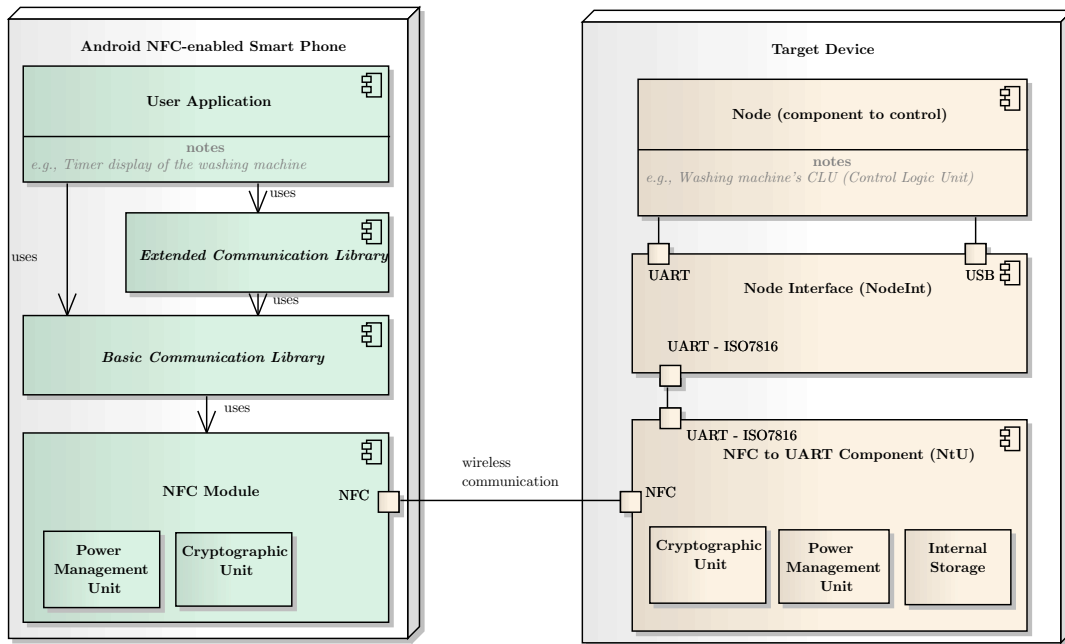 Android NFC-enabled Smart Phone
User Application
notes
e.g., Timer display of the washing machine
uses
uses
Extended Communication Library
uses
Basic Communication Library
uses
NFC Module
NFC
Power
Management
Unit
Cryptographic
Unit
wireless
communication
Target Device
Node (component to control)
notes
e.g., Washing machine's CLU (Control Logic Unit)
UART
USB
Node Interface (NodeInt)
UART - ISO7816
UART - ISO7816
NFC to UART Component (NtU)
NFC
Cryptographic
Unit
Power
Management
Unit
Internal
Storage